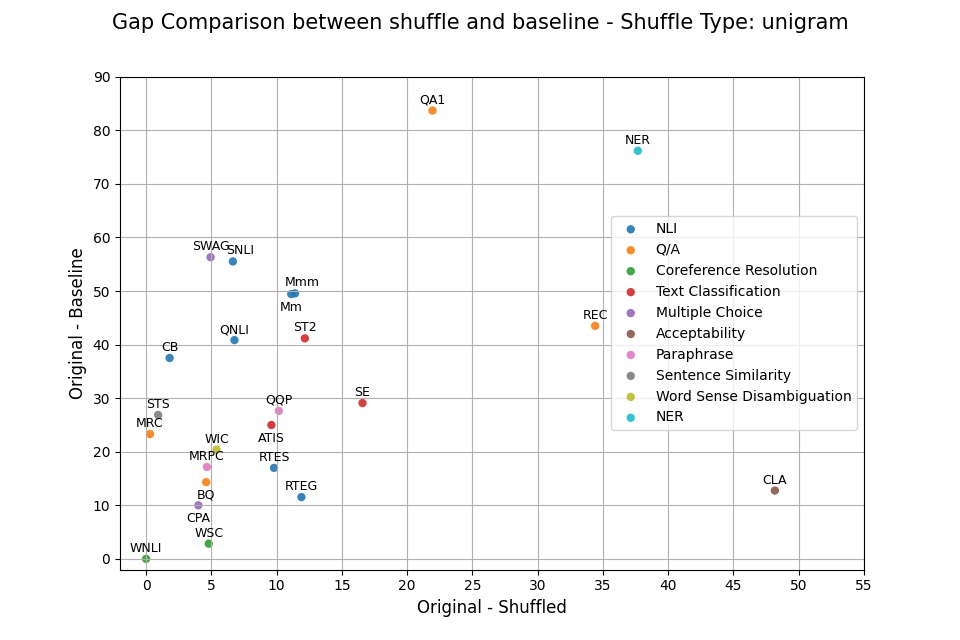 Gap Comparison between shuffle and baseline - Shuffle Type: unigram
90
80
70
60
50
40
30
20
10
0
Original - Baseline
QA1
NER
SWAG
SNLI
Mmm
Mm
REC
ST2
QNLI
CB
SE
QQP
STS
MRC
ATIS
WIC
MRPC
RTES
RTEG
CLA
BQ
CPA
WSC
WNLI
NLI
Q/A
Coreference Resolution
Text Classification
Multiple Choice
Acceptability
Paraphrase
Sentence Similarity
Word Sense Disambiguation
NER
0 5 10 15 20 25 30 35 40 45 50 55
Original - Shuffled